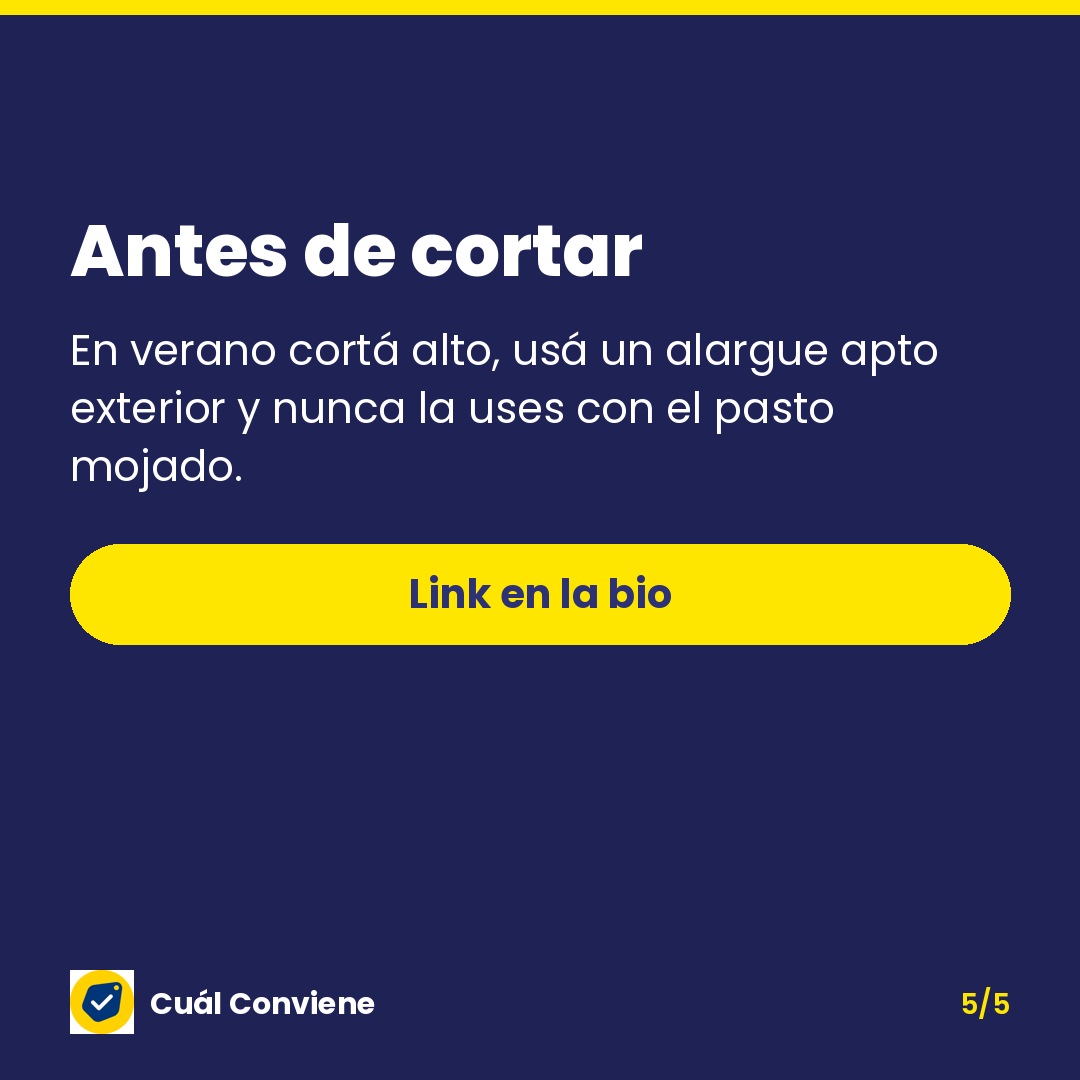 Antes de cortar
En verano cortá alto, usá un alargue apto
exterior y nunca la uses con el pasto
mojado.
Link en la bio
Cuál Conviene
5/5